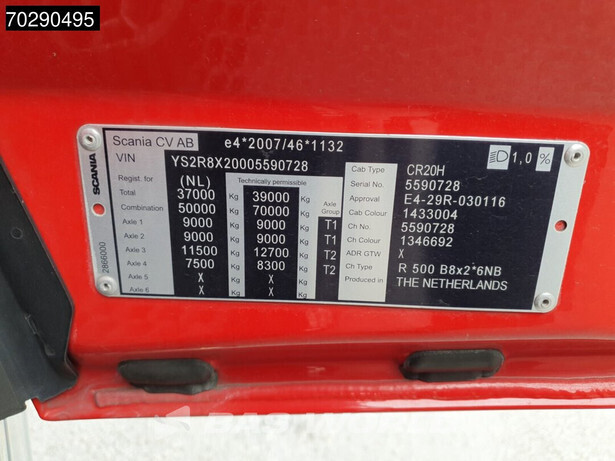 70290495
SCANIA
2866000
Scania CV AB e4*2007/46*1132
VIN YS2R8X20005590728
1,0 %
Regist. for (NL) Technically permissible
Total 37000 Kg 39000 Kg
Combination 50000 Kg 70000 Kg Axle Group
Axle 1 9000 Kg 9000 Kg T1
Axle 2 9000 Kg 9000 Kg T1
Axle 3 11500 Kg 12700 Kg T2
Axle 4 7500 Kg 8300 Kg T2
Axle 5 X Kg X Kg
Axle 6 X Kg X Kg
Cab Type CR20H
Serial No. 5590728
Approval E4-29R-030116
Cab Colour 1433004
Ch No. 5590728
Ch Colour 1346692
ADR GTW X
Ch Type R 500 B8x2*6NB
Produced in THE NETHERLANDS